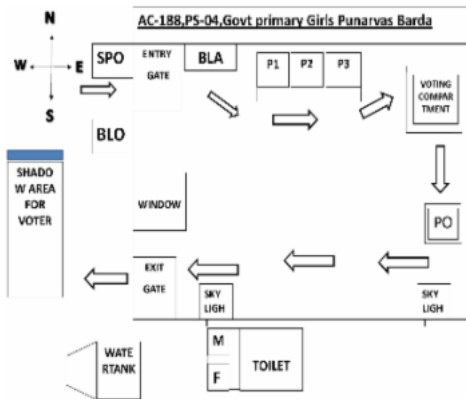 AC-188,PS-04,Govt primary Girls Punarvas Barda
N
W
E
S
SPO
ENTRY
GATE
BLA
P1
P2
P3
VOTING
COMPAR
TMENT
BLO
SHADO
W AREA
FOR
VOTER
WINDOW
PO
EXIT
GATE
SKY
LIGH
SKY
LIGH
WATE
RTANK
M
F
TOILET